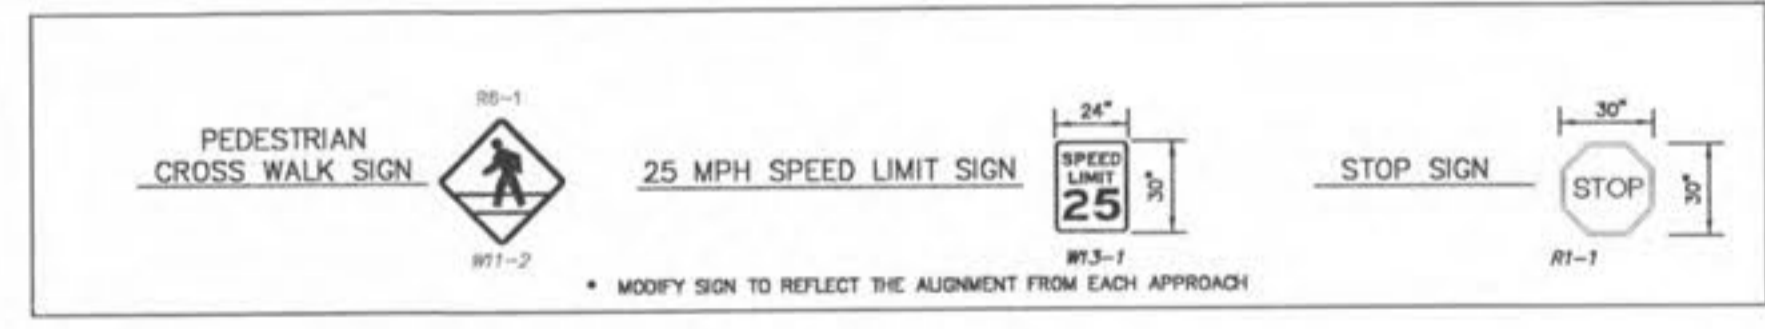 PEDESTRIAN
CROSS WALK SIGN
R6-1
W11-2
25 MPH SPEED LIMIT SIGN
24"
SPEED
LIMIT
25
30"
W13-1
STOP SIGN
30"
STOP
30"
R1-1
• MODIFY SIGN TO REFLECT THE ALIGNMENT FROM EACH APPROACH